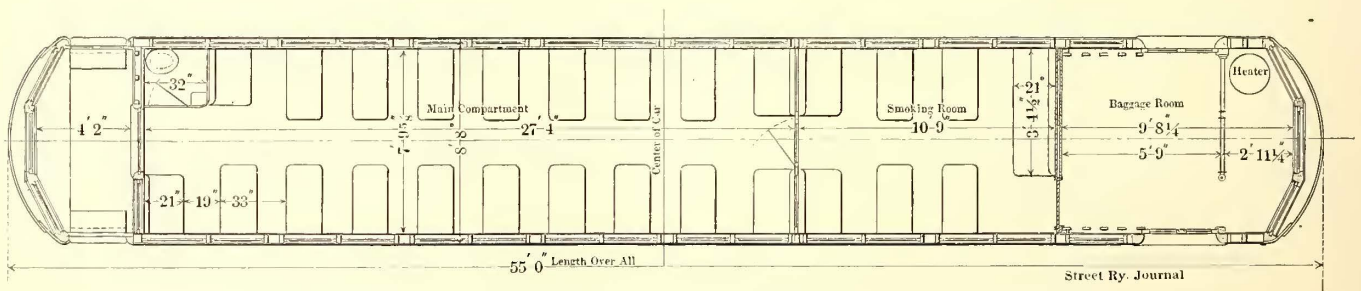 32"
4' 2"
Main Compartment
27'-4"
7'-9 5/8"
8'-8"
Center of Car
Smoking Room
10'-9"
21"
3'-4 1/2"
Baggage Room
9' 8 1/4"
5' 9"
2' 11 1/4"
Heater
21"
19"
33"
55' 0" Length Over All
Street Ry. Journal